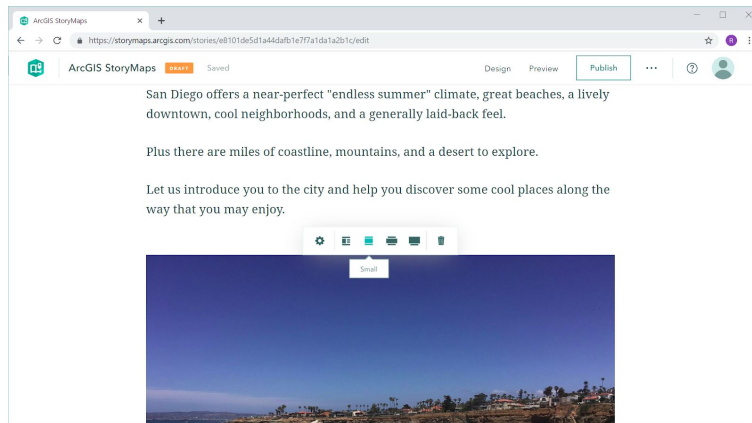 ArcGIS StoryMaps
https://storymaps.arcgis.com/stories/e8101de5d1a44dafb1e7f7a1da1a2b1c/edit
B
ArcGIS StoryMaps DRAFT Saved Design Preview Publish
San Diego offers a near-perfect "endless summer" climate, great beaches, a lively
downtown, cool neighborhoods, and a generally laid-back feel.
Plus there are miles of coastline, mountains, and a desert to explore.
Let us introduce you to the city and help you discover some cool places along the
way that you may enjoy.
Small